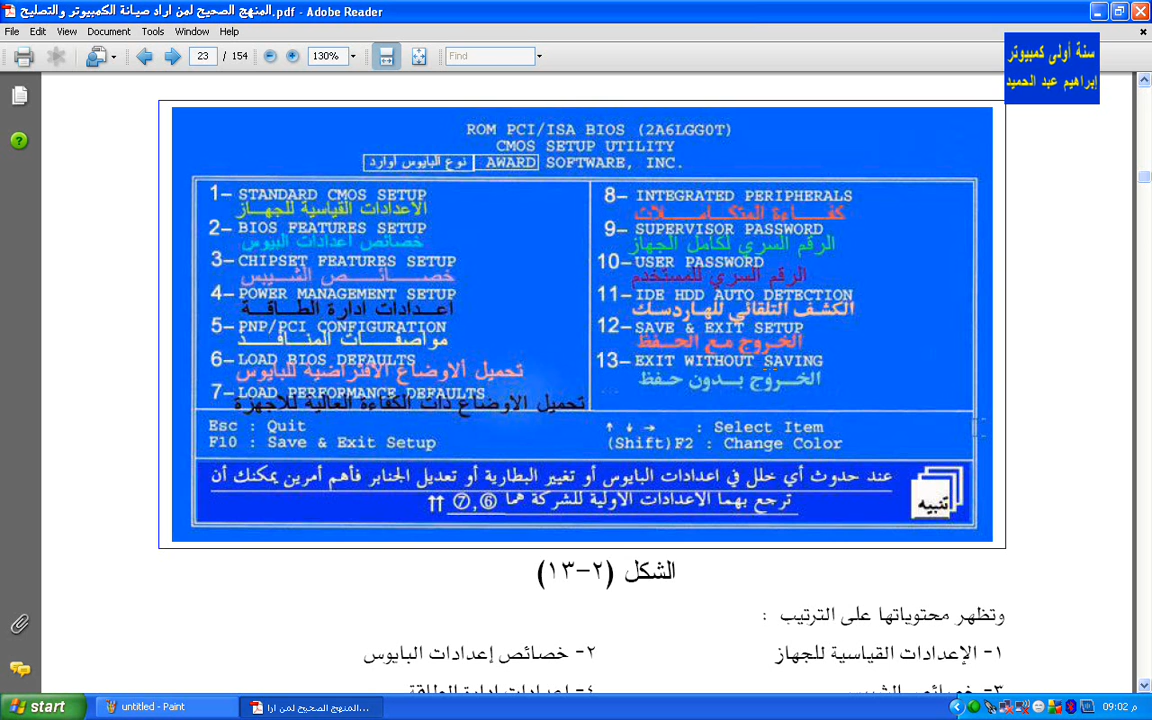 المنهج الصحيح لمن اراد صيانة الكمبيوتر والتصليح.pdf - Adobe Reader
File Edit View Document Tools Window Help
23 / 154 130% Find
سنة أولى كمبيوتر
إبراهيم عبد الحميد
ROM PCI/ISA BIOS (2A6LGG0T)
CMOS SETUP UTILITY
نوع البايوس اوارد AWARD SOFTWARE, INC.
1- STANDARD CMOS SETUP
الاعدادات القياسية للجهاز
2- BIOS FEATURES SETUP
خصائص اعدادات البيوس
3- CHIPSET FEATURES SETUP
خصائص الشيبس
4- POWER MANAGEMENT SETUP
اعدادات ادارة الطاقة
5- PNP/PCI CONFIGURATION
مواصفات المنافذ
6- LOAD BIOS DEFAULTS
تحميل ألاوضاع الافتراضيه للبايوس
7- LOAD PERFORMANCE DEFAULTS
تحميل الاوضاع ذات الكفاءة العالية للاجهزة
8- INTEGRATED PERIPHERALS
كفاءة المتكاملات
9- SUPERVISOR PASSWORD
الرقم السري لكامل الجهاز
10- USER PASSWORD
الرقم السري للمستخدم
11- IDE HDD AUTO DETECTION
الكشف التلقائي للهاردسك
12- SAVE & EXIT SETUP
الخروج مع الحفظ
13- EXIT WITHOUT SAVING
الخروج بدون حفظ
Esc : Quit
F10 : Save & Exit Setup
↑ ↓ → : Select Item
(Shift)F2 : Change Color
تنبيه
عند حدوث أي خلل في اعدادات البايوس أو تغيير البطارية أو تعديل الجنابر فأهم أمرين يمكنك أن
ترجع بهما الاعدادات الأولية للشركة هما ⑥,⑦ ↑↑
الشكل (٢-١٣)
وتظهر محتوياتها على الترتيب :
١- الإعدادات القياسية للجهاز ٢- خصائص إعدادات البايوس
start untitled - Paint المنهج الصحيح لمن ارا... 09:02 م